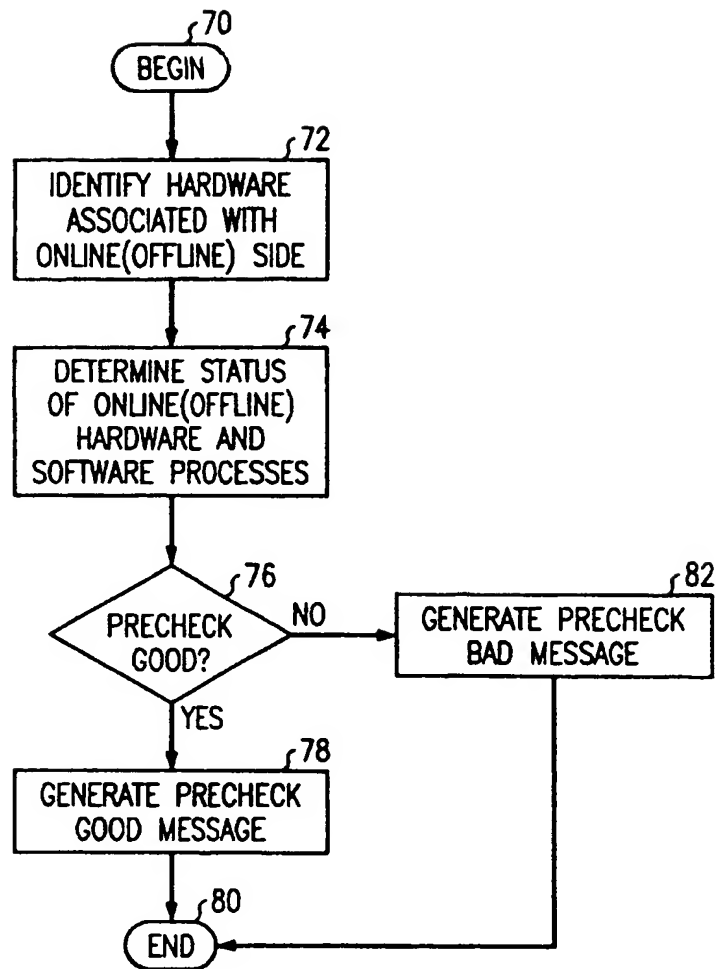 70
BEGIN
72
IDENTIFY HARDWARE
ASSOCIATED WITH
ONLINE(OFFLINE) SIDE
74
DETERMINE STATUS
OF ONLINE(OFFLINE)
HARDWARE AND
SOFTWARE PROCESSES
76
PRECHECK
GOOD?
NO
82
GENERATE PRECHECK
BAD MESSAGE
YES
78
GENERATE PRECHECK
GOOD MESSAGE
80
END